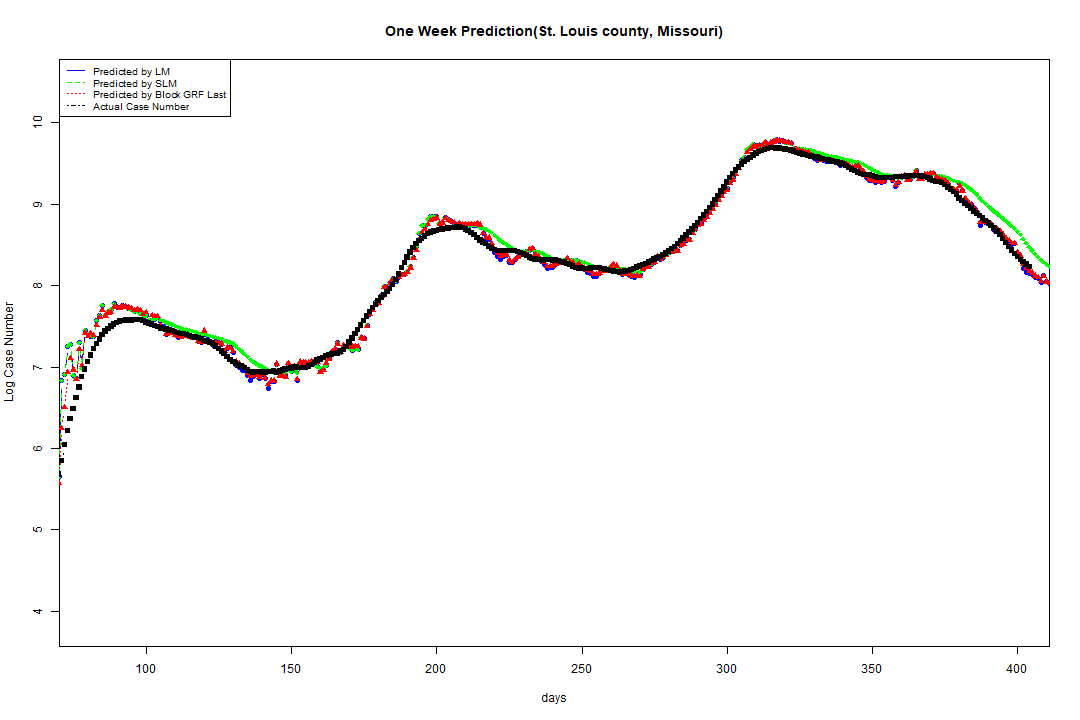 One Week Prediction(St. Louis county, Missouri)
Predicted by LM
Predicted by SLM
Predicted by Block GRF Last
Actual Case Number
10
9
8
7
6
5
4
Log Case Number
100 150 200 250 300 350 400
days